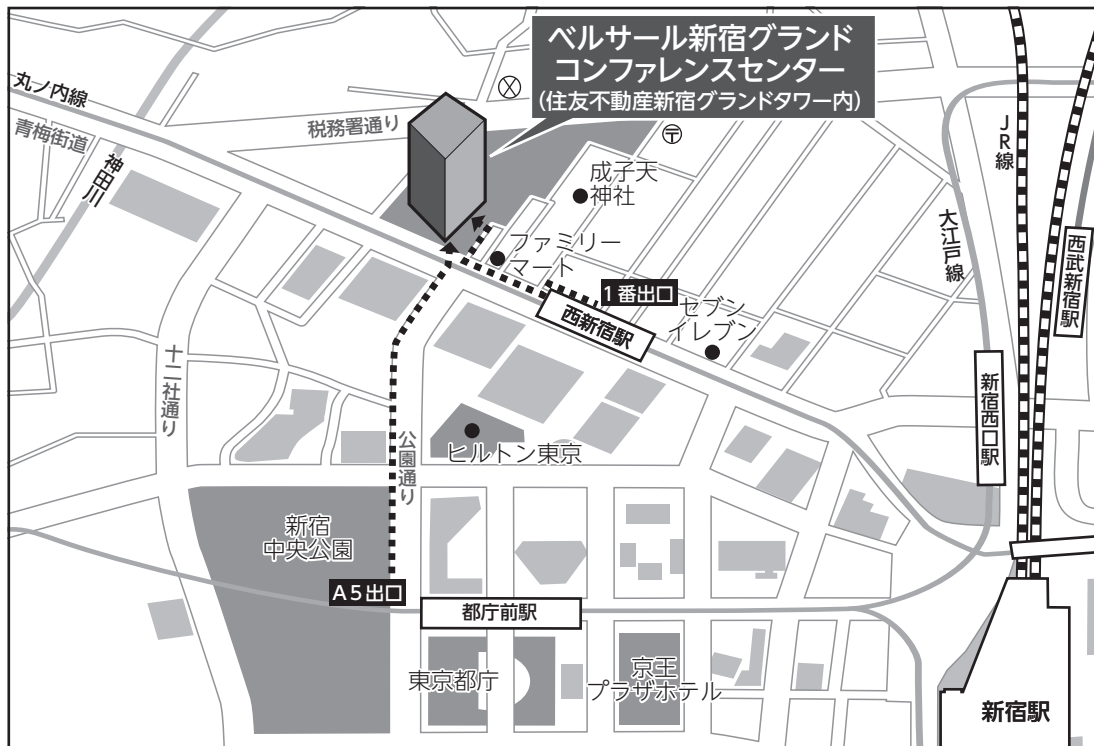 ベルサール新宿グランド
コンファレンスセンター
(住友不動産新宿グランドタワー内)
丸ノ内線
青梅街道
神田川
税務署通り
〒
成子天
神社
JR線
大江戸線
西武新宿駅
ファミリー
マート
1番出口
西新宿駅
セブン
イレブン
十二社通り
公園通り
ヒルトン東京
新宿西口駅
新宿
中央公園
A5出口
都庁前駅
東京都庁
京王
プラザホテル
新宿駅